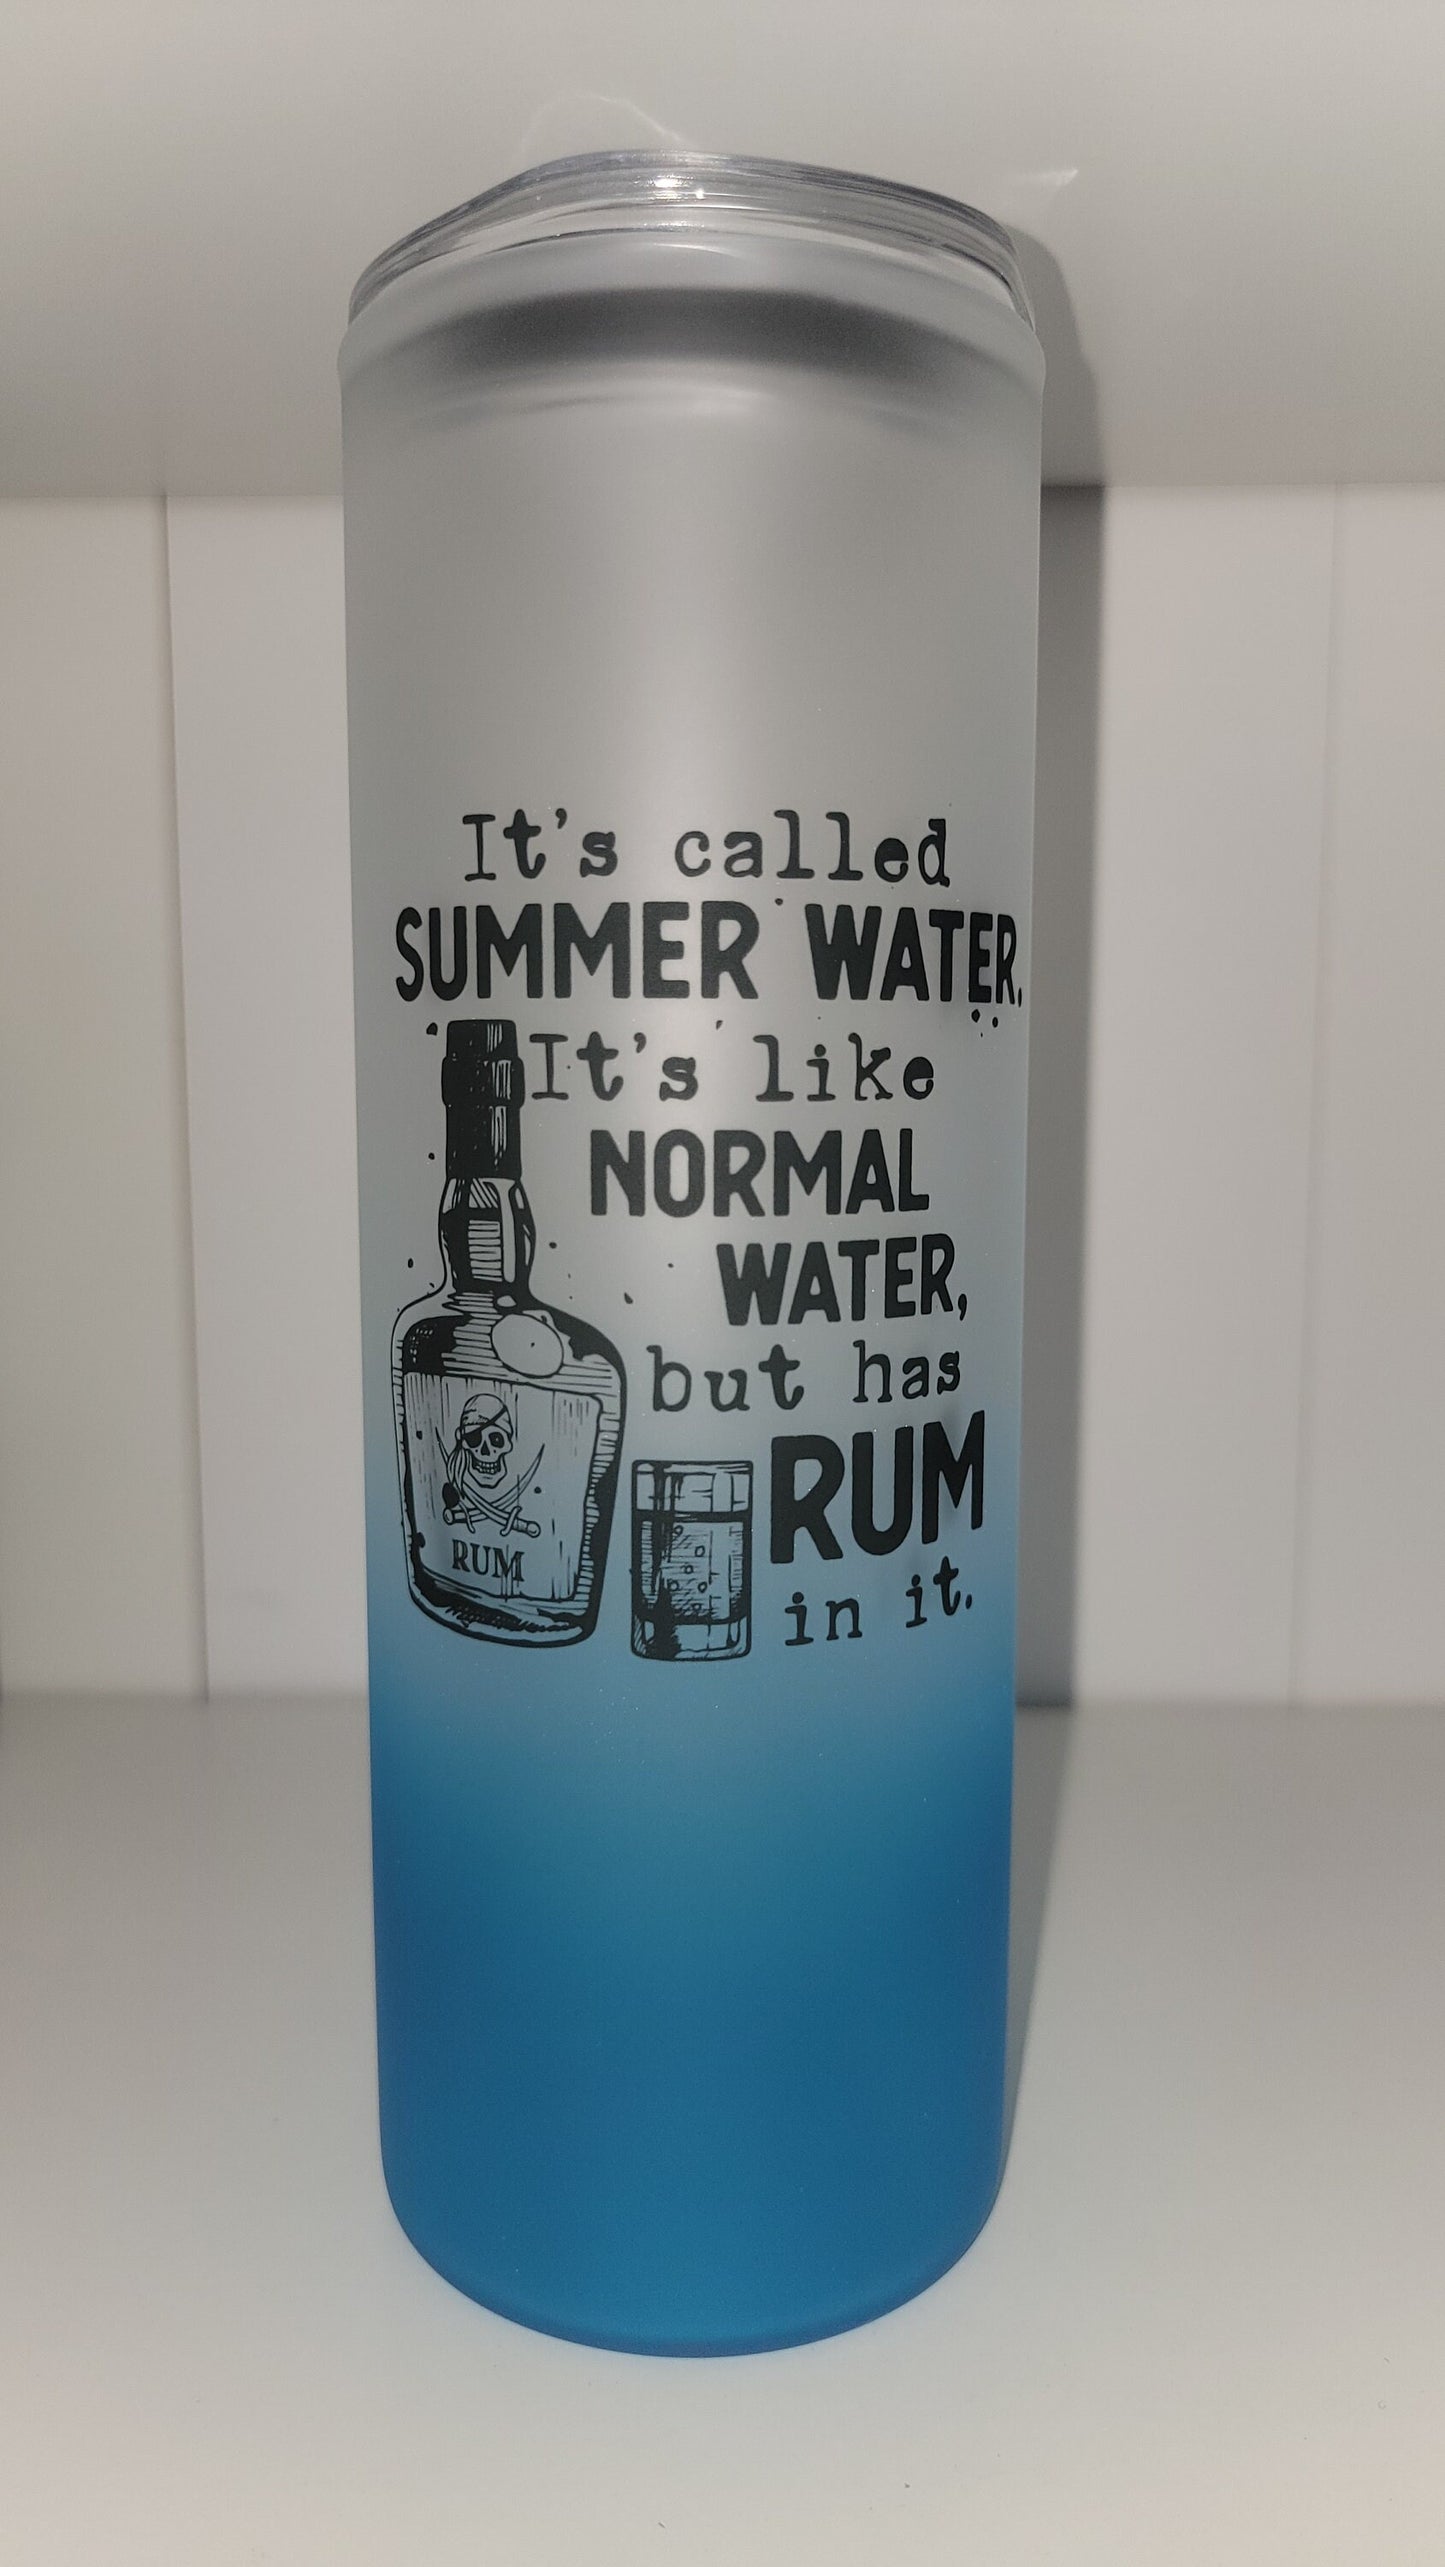 It's called
SUMMER WATER.
It's like
NORMAL
WATER,
but has
RUM
in it.
RUM